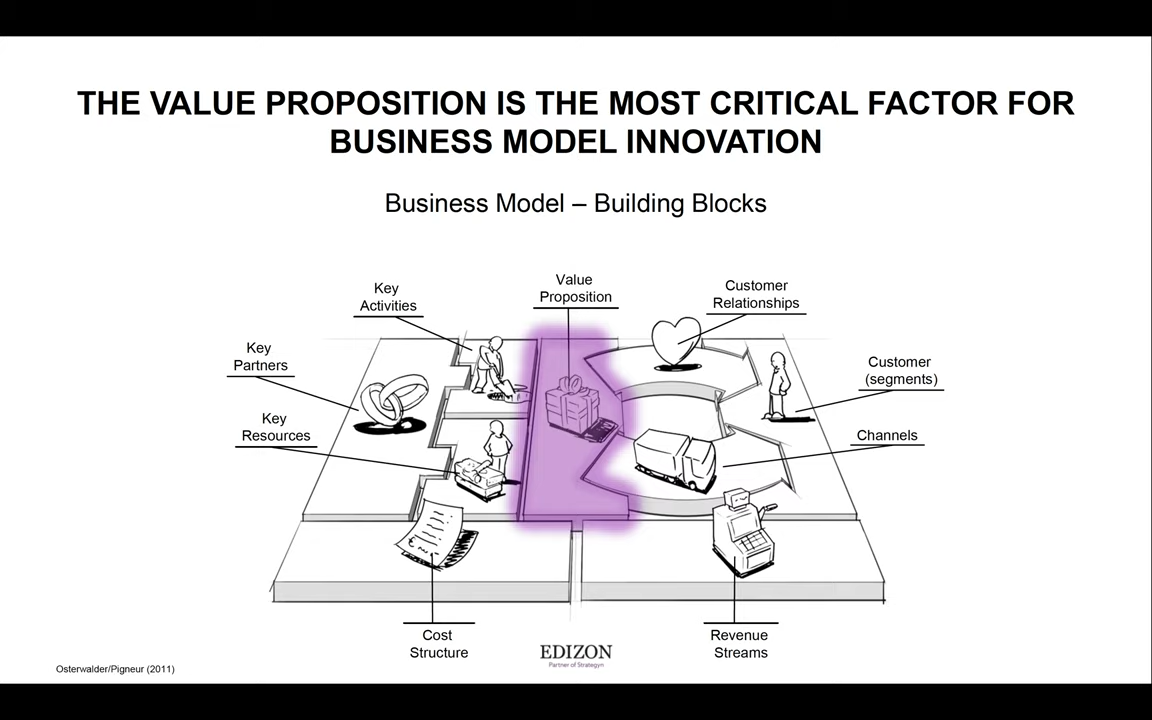 THE VALUE PROPOSITION IS THE MOST CRITICAL FACTOR FOR
BUSINESS MODEL INNOVATION
Business Model – Building Blocks
Key
Activities
Value
Proposition
Customer
Relationships
Key
Partners
Customer
(segments)
Key
Resources
Channels
Cost
Structure
Revenue
Streams
EDIZON
Partner of Strategyn
Osterwalder/Pigneur (2011)